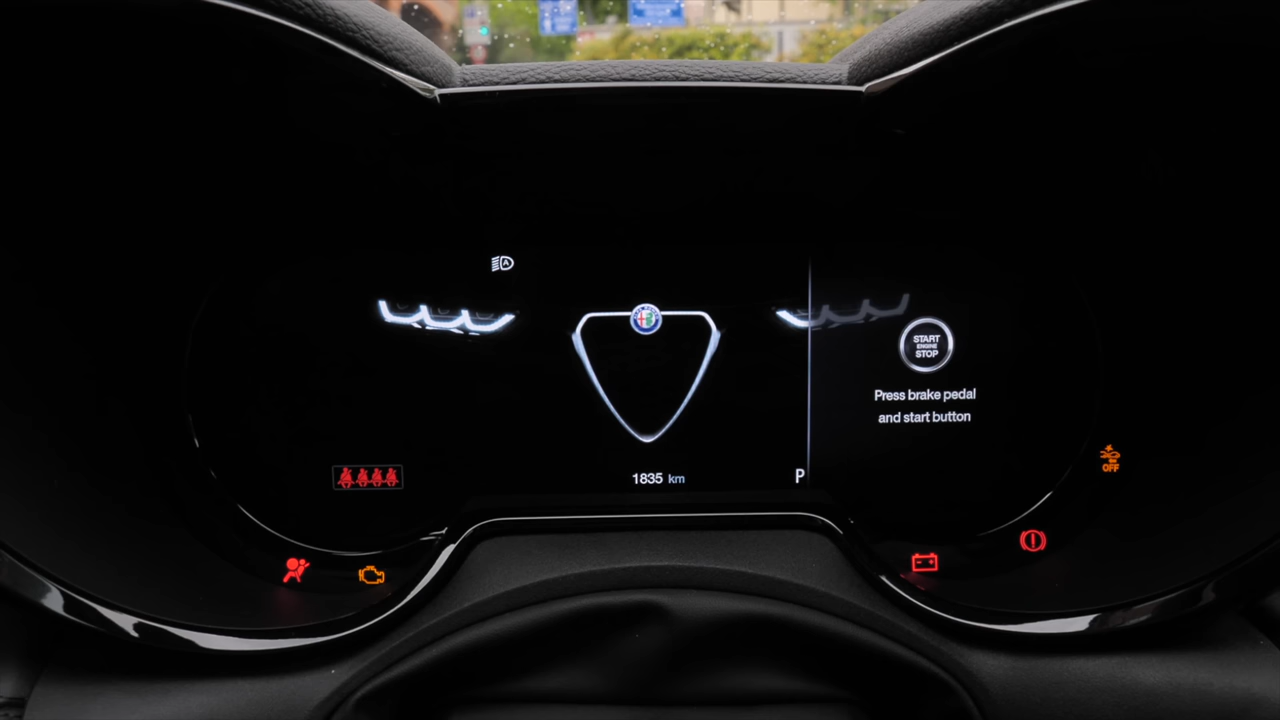 START
ENGINE
STOP
Press brake pedal
and start button
1835 km
P
OFF